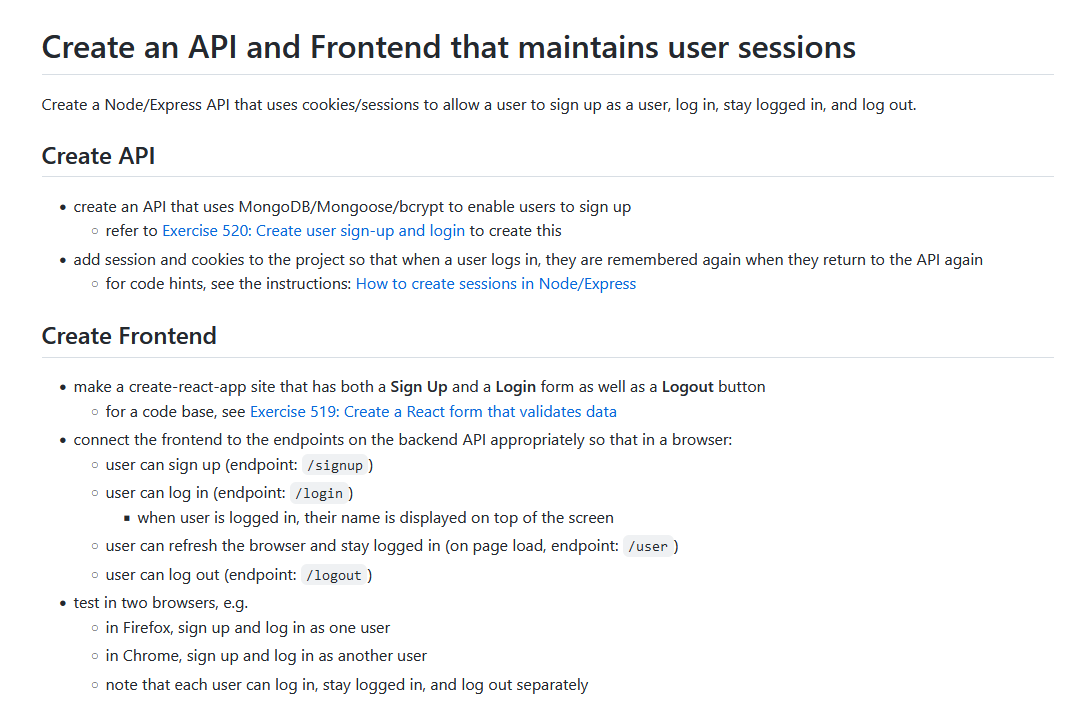 Create an API and Frontend that maintains user sessions
Create a Node/Express API that uses cookies/sessions to allow a user to sign up as a user, log in, stay logged in, and log out.
Create API
• create an API that uses MongoDB/Mongoose/bcrypt to enable users to sign up
○ refer to Exercise 520: Create user sign-up and login to create this
• add session and cookies to the project so that when a user logs in, they are remembered again when they return to the API again
○ for code hints, see the instructions: How to create sessions in Node/Express
Create Frontend
• make a create-react-app site that has both a Sign Up and a Login form as well as a Logout button
○ for a code base, see Exercise 519: Create a React form that validates data
• connect the frontend to the endpoints on the backend API appropriately so that in a browser:
○ user can sign up (endpoint: /signup )
○ user can log in (endpoint: /login )
▪ when user is logged in, their name is displayed on top of the screen
○ user can refresh the browser and stay logged in (on page load, endpoint: /user )
○ user can log out (endpoint: /logout )
• test in two browsers, e.g.
○ in Firefox, sign up and log in as one user
○ in Chrome, sign up and log in as another user
○ note that each user can log in, stay logged in, and log out separately